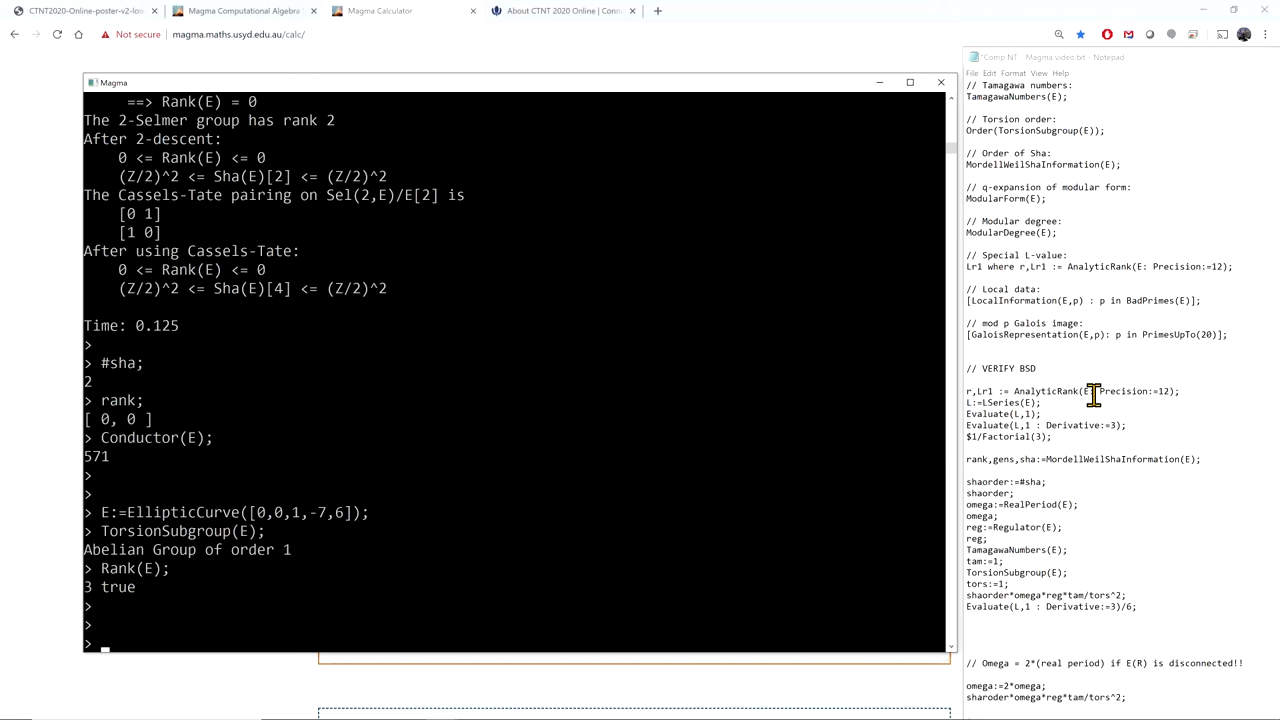 CTNT2020-Online-poster-v2-low
Magma Computational Algebra
Magma Calculator
About CTNT 2020 Online | Conn
Not secure
magma.maths.usyd.edu.au/calc/
Magma
==> Rank(E) = 0
The 2-Selmer group has rank 2
After 2-descent:
0 <= Rank(E) <= 0
(Z/2)^2 <= Sha(E)[2] <= (Z/2)^2
The Cassels-Tate pairing on Sel(2,E)/E[2] is
[0 1]
[1 0]
After using Cassels-Tate:
0 <= Rank(E) <= 0
(Z/2)^2 <= Sha(E)[4] <= (Z/2)^2
Time: 0.125
>
> #sha;
2
> rank;
[ 0, 0 ]
> Conductor(E);
571
>
>
> E:=EllipticCurve([0,0,1,-7,6]);
> TorsionSubgroup(E);
Abelian Group of order 1
> Rank(E);
3 true
>
>
>
*Comp NT - Magma video.txt - Notepad
File Edit Format View Help
// Tamagawa numbers:
TamagawaNumbers(E);
// Torsion order:
Order(TorsionSubgroup(E));
// Order of Sha:
MordellWeilShaInformation(E);
// q-expansion of modular form:
ModularForm(E);
// Modular degree:
ModularDegree(E);
// Special L-value:
Lr1 where r,Lr1 := AnalyticRank(E: Precision:=12);
// Local data:
[LocalInformation(E,p) : p in BadPrimes(E)];
// mod p Galois image:
[GaloisRepresentation(E,p): p in PrimesUpTo(20)];
// VERIFY BSD
r,Lr1 := AnalyticRank(E: Precision:=12);
L:=LSeries(E);
Evaluate(L,1);
Evaluate(L,1 : Derivative:=3);
$1/Factorial(3);
rank,gens,sha:=MordellWeilShaInformation(E);
shaorder:=#sha;
shaorder;
omega:=RealPeriod(E);
omega;
reg:=Regulator(E);
reg;
TamagawaNumbers(E);
tam:=1;
TorsionSubgroup(E);
tors:=1;
shaorder*omega*reg*tam/tors^2;
Evaluate(L,1 : Derivative:=3)/6;
// Omega = 2*(real period) if E(R) is disconnected!!
omega:=2*omega;
sharoder*omega*reg*tam/tors^2;